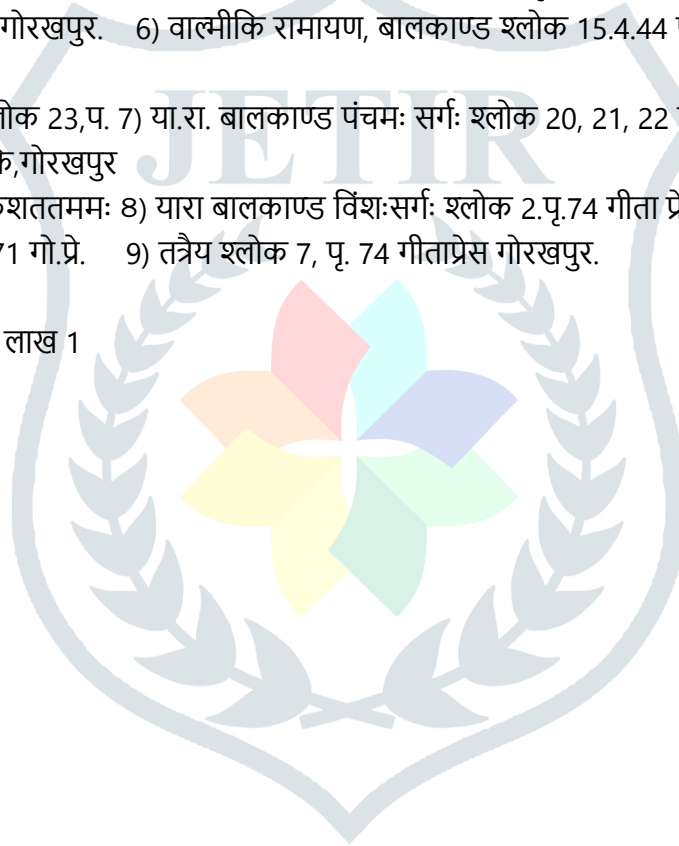 गोरखपुर. 6) वाल्मीकि रामायण, बालकाण्ड श्लोक 15.4.44
लोक 23,प. 7) या.रा. बालकाण्ड पंचमः सर्गः श्लोक 20, 21, 22
के,गोरखपुर
शततममः 8) यारा बालकाण्ड विंशःसर्गः श्लोक 2.पृ.74 गीता प्रे
71 गो.प्रे. 9) तत्रैय श्लोक 7, पृ. 74 गीताप्रेस गोरखपुर.
लाख 1
JETIR